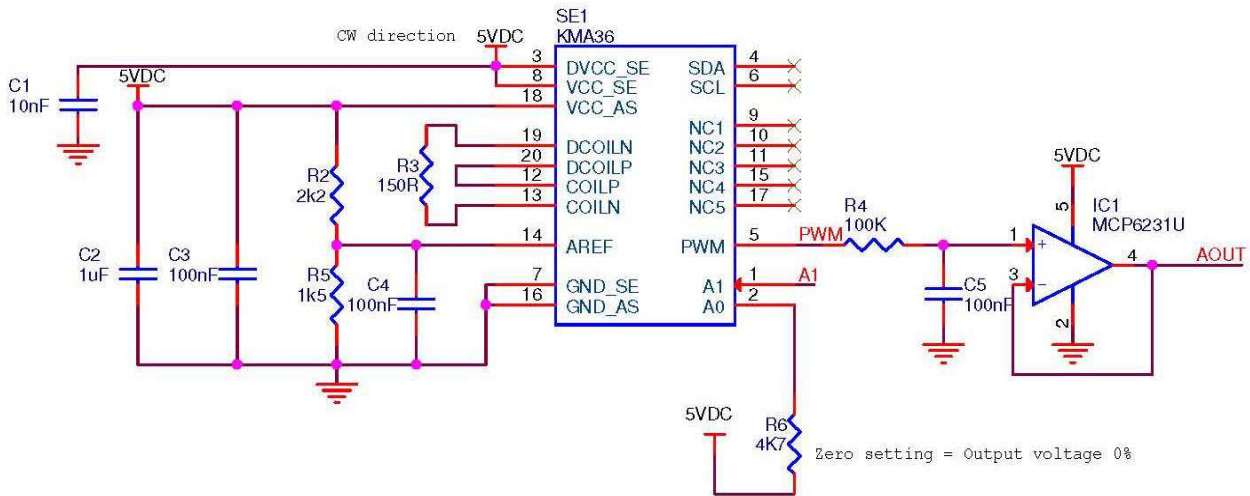 SE1
KMA36
CW direction
5VDC
C1
10nF
5VDC
3
8
18
DVCC_SE
VCC_SE
VCC_AS
SDA
SCL
4
6
19
20
12
13
DCOILN
DCOILP
COILP
COILN
NC1
NC2
NC3
NC4
NC5
9
10
11
15
17
R3
150R
R2
2k2
14
AREF
PWM
5
PWM
R4
100K
5VDC
5
IC1
MCP6231U
1
+
3
-
4
AOUT
2
C2
1uF
C3
100nF
R5
1k5
C4
100nF
7
16
GND_SE
GND_AS
A1
A0
1
2
A1
C5
100nF
5VDC
R6
4K7
Zero setting = Output voltage 0%